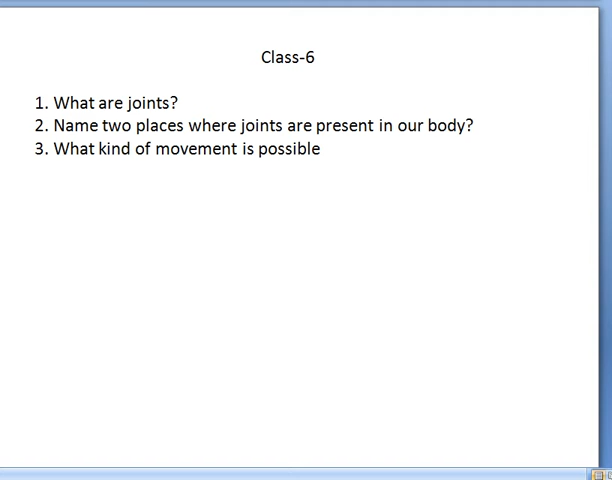 Class-6
1. What are joints?
2. Name two places where joints are present in our body?
3. What kind of movement is possible